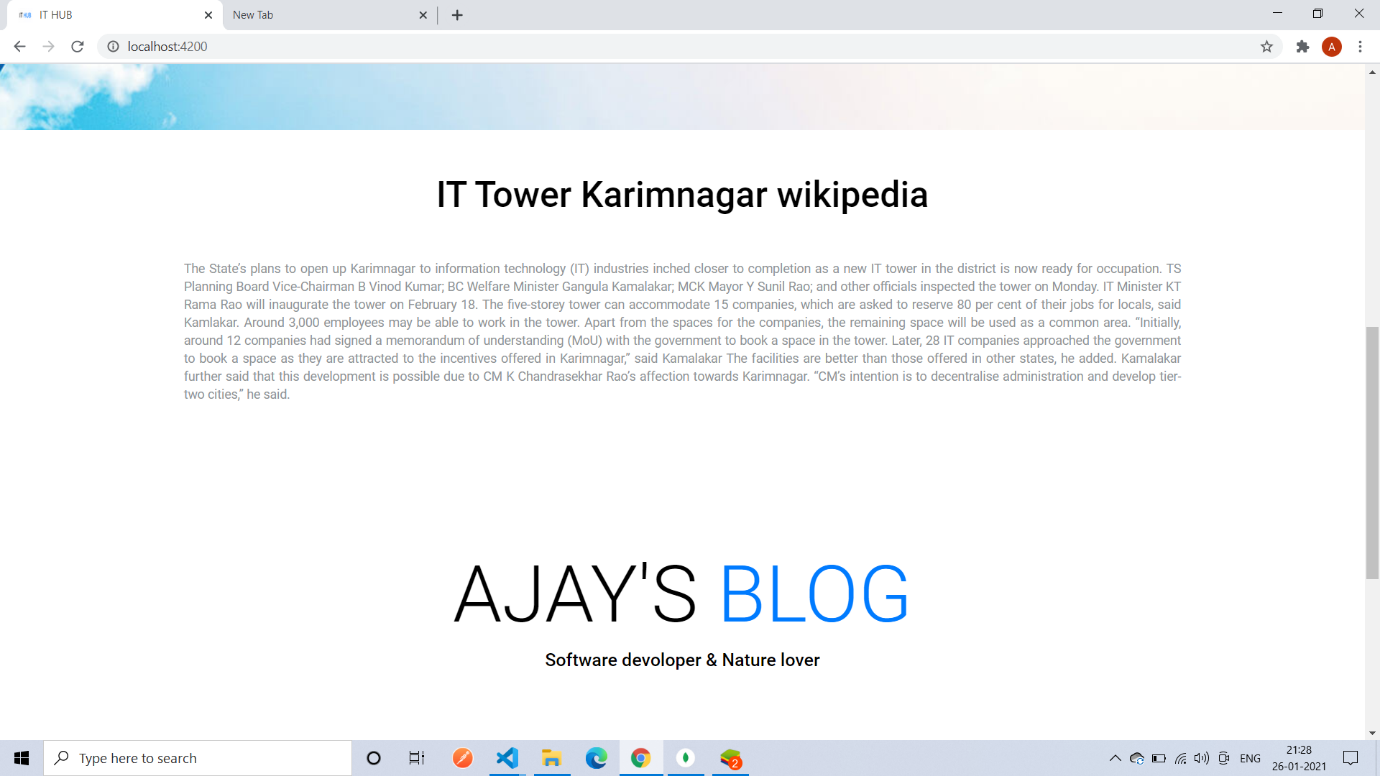 IT HUB
New Tab
localhost:4200
A
IT Tower Karimnagar wikipedia
The State's plans to open up Karimnagar to information technology (IT) industries inched closer to completion as a new IT tower in the district is now ready for occupation. TS
Planning Board Vice-Chairman B Vinod Kumar; BC Welfare Minister Gangula Kamalakar; MCK Mayor Y Sunil Rao; and other officials inspected the tower on Monday. IT Minister KT
Rama Rao will inaugurate the tower on February 18. The five-storey tower can accommodate 15 companies, which are asked to reserve 80 per cent of their jobs for locals, said
Kamlakar. Around 3,000 employees may be able to work in the tower. Apart from the spaces for the companies, the remaining space will be used as a common area. “Initially,
around 12 companies had signed a memorandum of understanding (MoU) with the government to book a space in the tower. Later, 28 IT companies approached the government
to book a space as they are attracted to the incentives offered in Karimnagar,” said Kamalakar The facilities are better than those offered in other states, he added. Kamalakar
further said that this development is possible due to CM K Chandrasekhar Rao’s affection towards Karimnagar. “CM’s intention is to decentralise administration and develop tier-
two cities,” he said.
AJAY'S BLOG
Software devoloper & Nature lover
Type here to search
2
ENG
21:28
26-01-2021